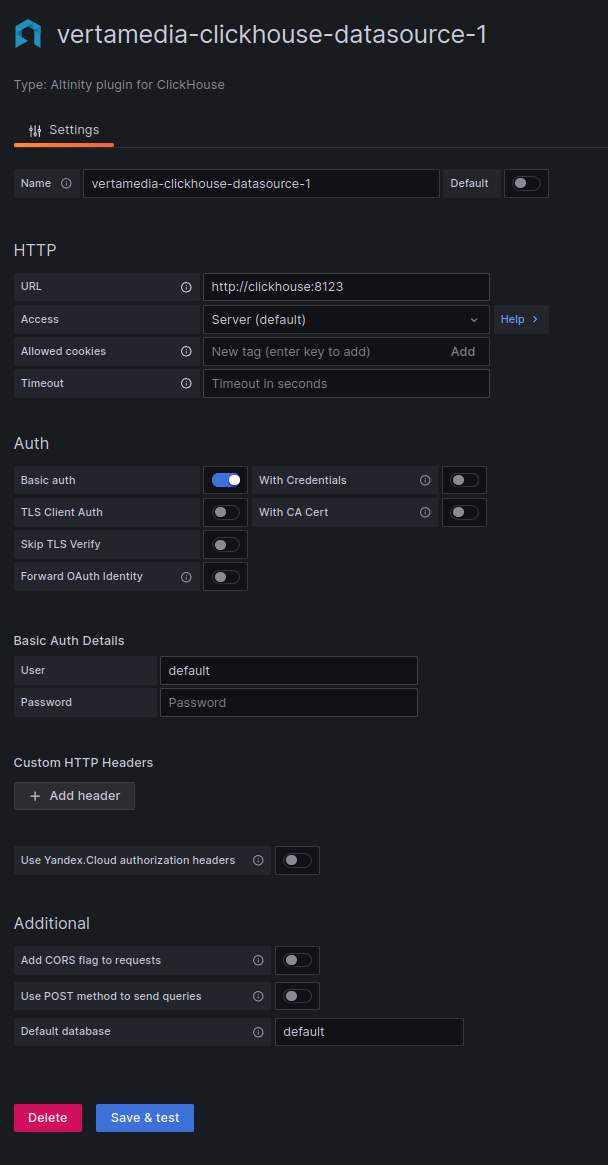 vertamedia-clickhouse-datasource-1
Type: Altinity plugin for ClickHouse
Settings
Name vertamedia-clickhouse-datasource-1 Default
HTTP
URL http://clickhouse:8123
Access Server (default) Help
Allowed cookies New tag (enter key to add) Add
Timeout Timeout in seconds
Auth
Basic auth With Credentials
TLS Client Auth With CA Cert
Skip TLS Verify
Forward OAuth Identity
Basic Auth Details
User default
Password Password
Custom HTTP Headers
+ Add header
Use Yandex.Cloud authorization headers
Additional
Add CORS flag to requests
Use POST method to send queries
Default database default
Delete Save & test